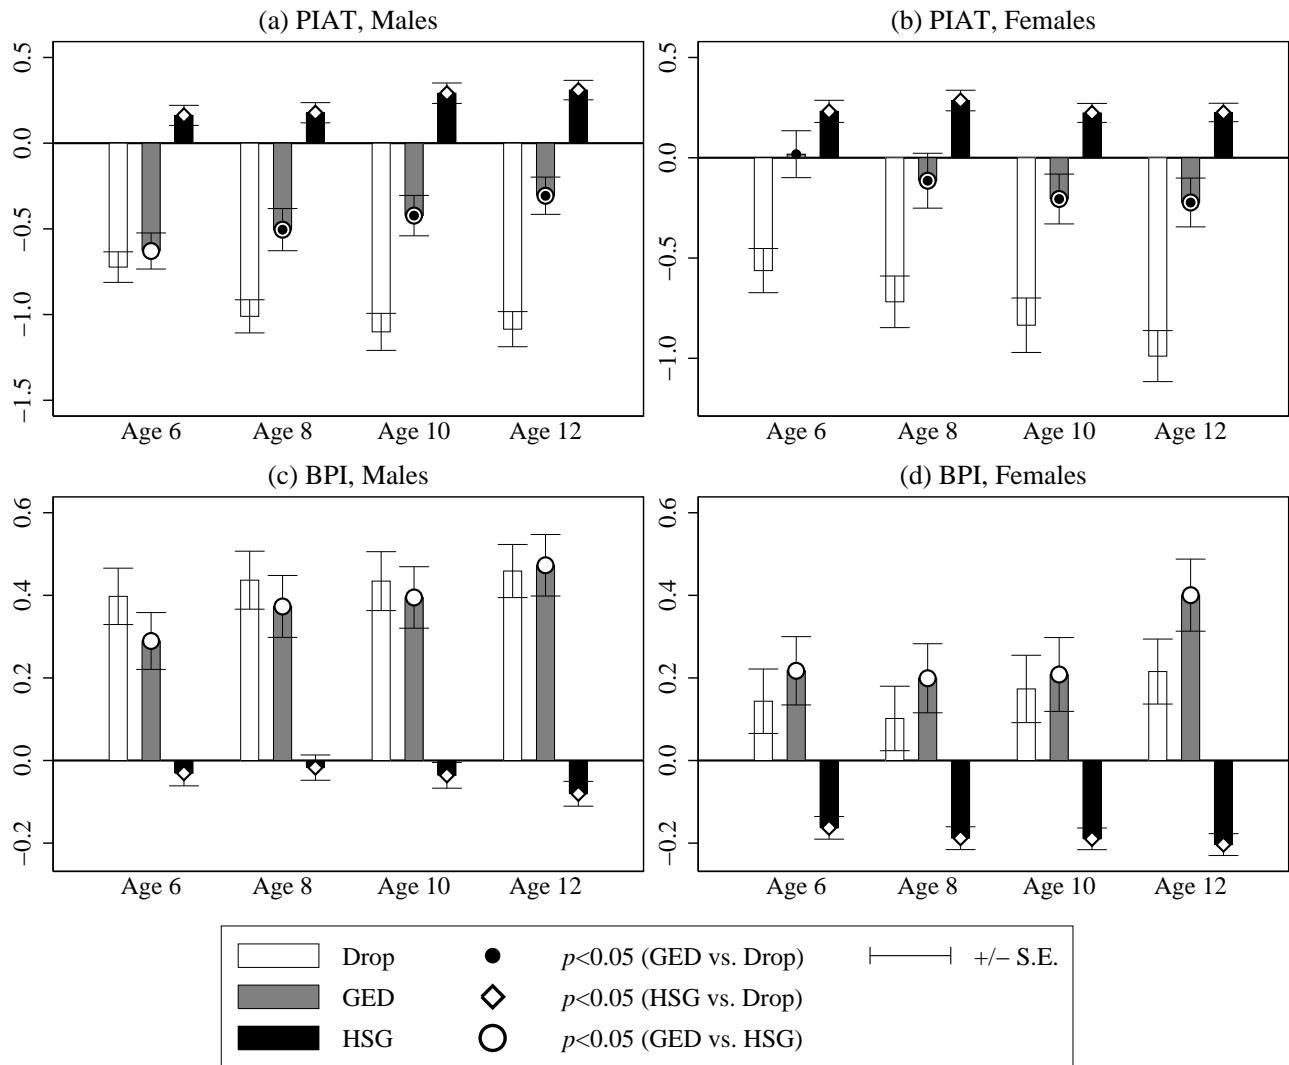 (a) PIAT, Males
0.5
0.0
−0.5
−1.0
−1.5
Age 6 Age 8 Age 10 Age 12
(b) PIAT, Females
0.5
0.0
−0.5
−1.0
Age 6 Age 8 Age 10 Age 12
(c) BPI, Males
0.6
0.4
0.2
0.0
−0.2
Age 6 Age 8 Age 10 Age 12
(d) BPI, Females
0.6
0.4
0.2
0.0
−0.2
Age 6 Age 8 Age 10 Age 12
Drop p<0.05 (GED vs. Drop) +/− S.E.
GED p<0.05 (HSG vs. Drop)
HSG p<0.05 (GED vs. HSG)